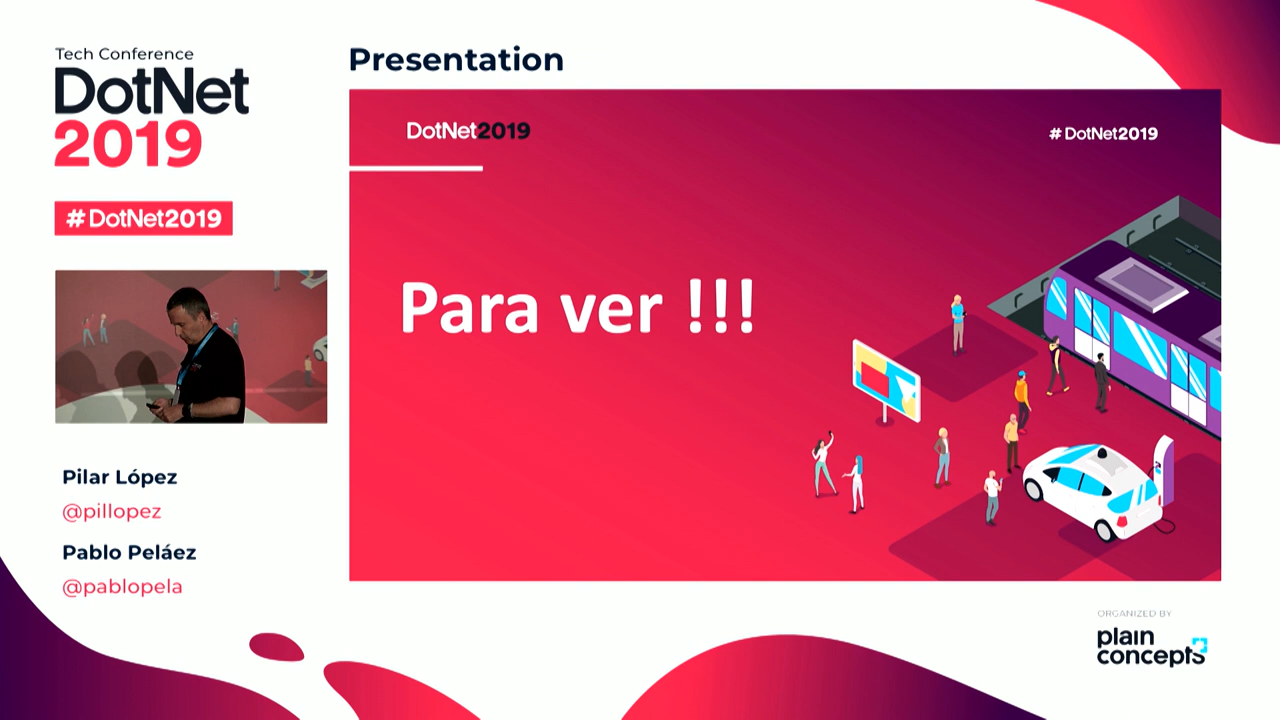 Tech Conference
DotNet
2019
#DotNet2019
Pilar López
@pillopez
Pablo Peláez
@pablopela
Presentation
DotNet2019
#DotNet2019
Para ver !!!
ORGANIZED BY
plain
concepts